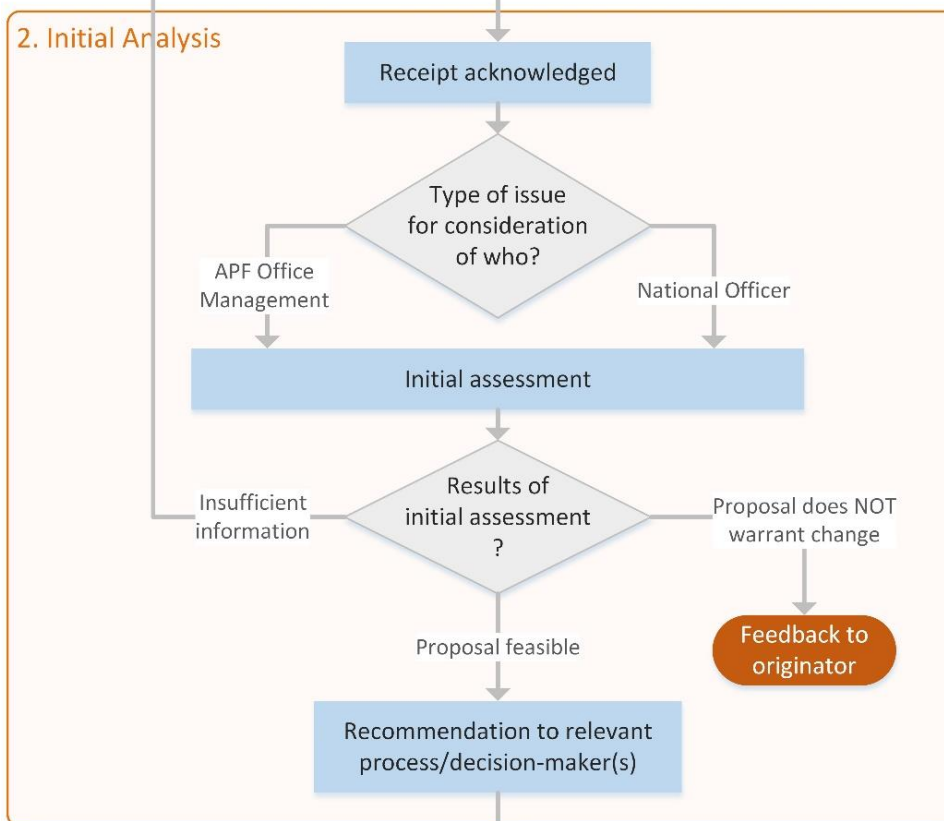 2. Initial Analysis
Receipt acknowledged
Type of issue
for consideration
of who?
APF Office
Management
National Officer
Initial assessment
Results of
initial assessment
?
Insufficient
information
Proposal does NOT
warrant change
Proposal feasible
Feedback to
originator
Recommendation to relevant
process/decision-maker(s)